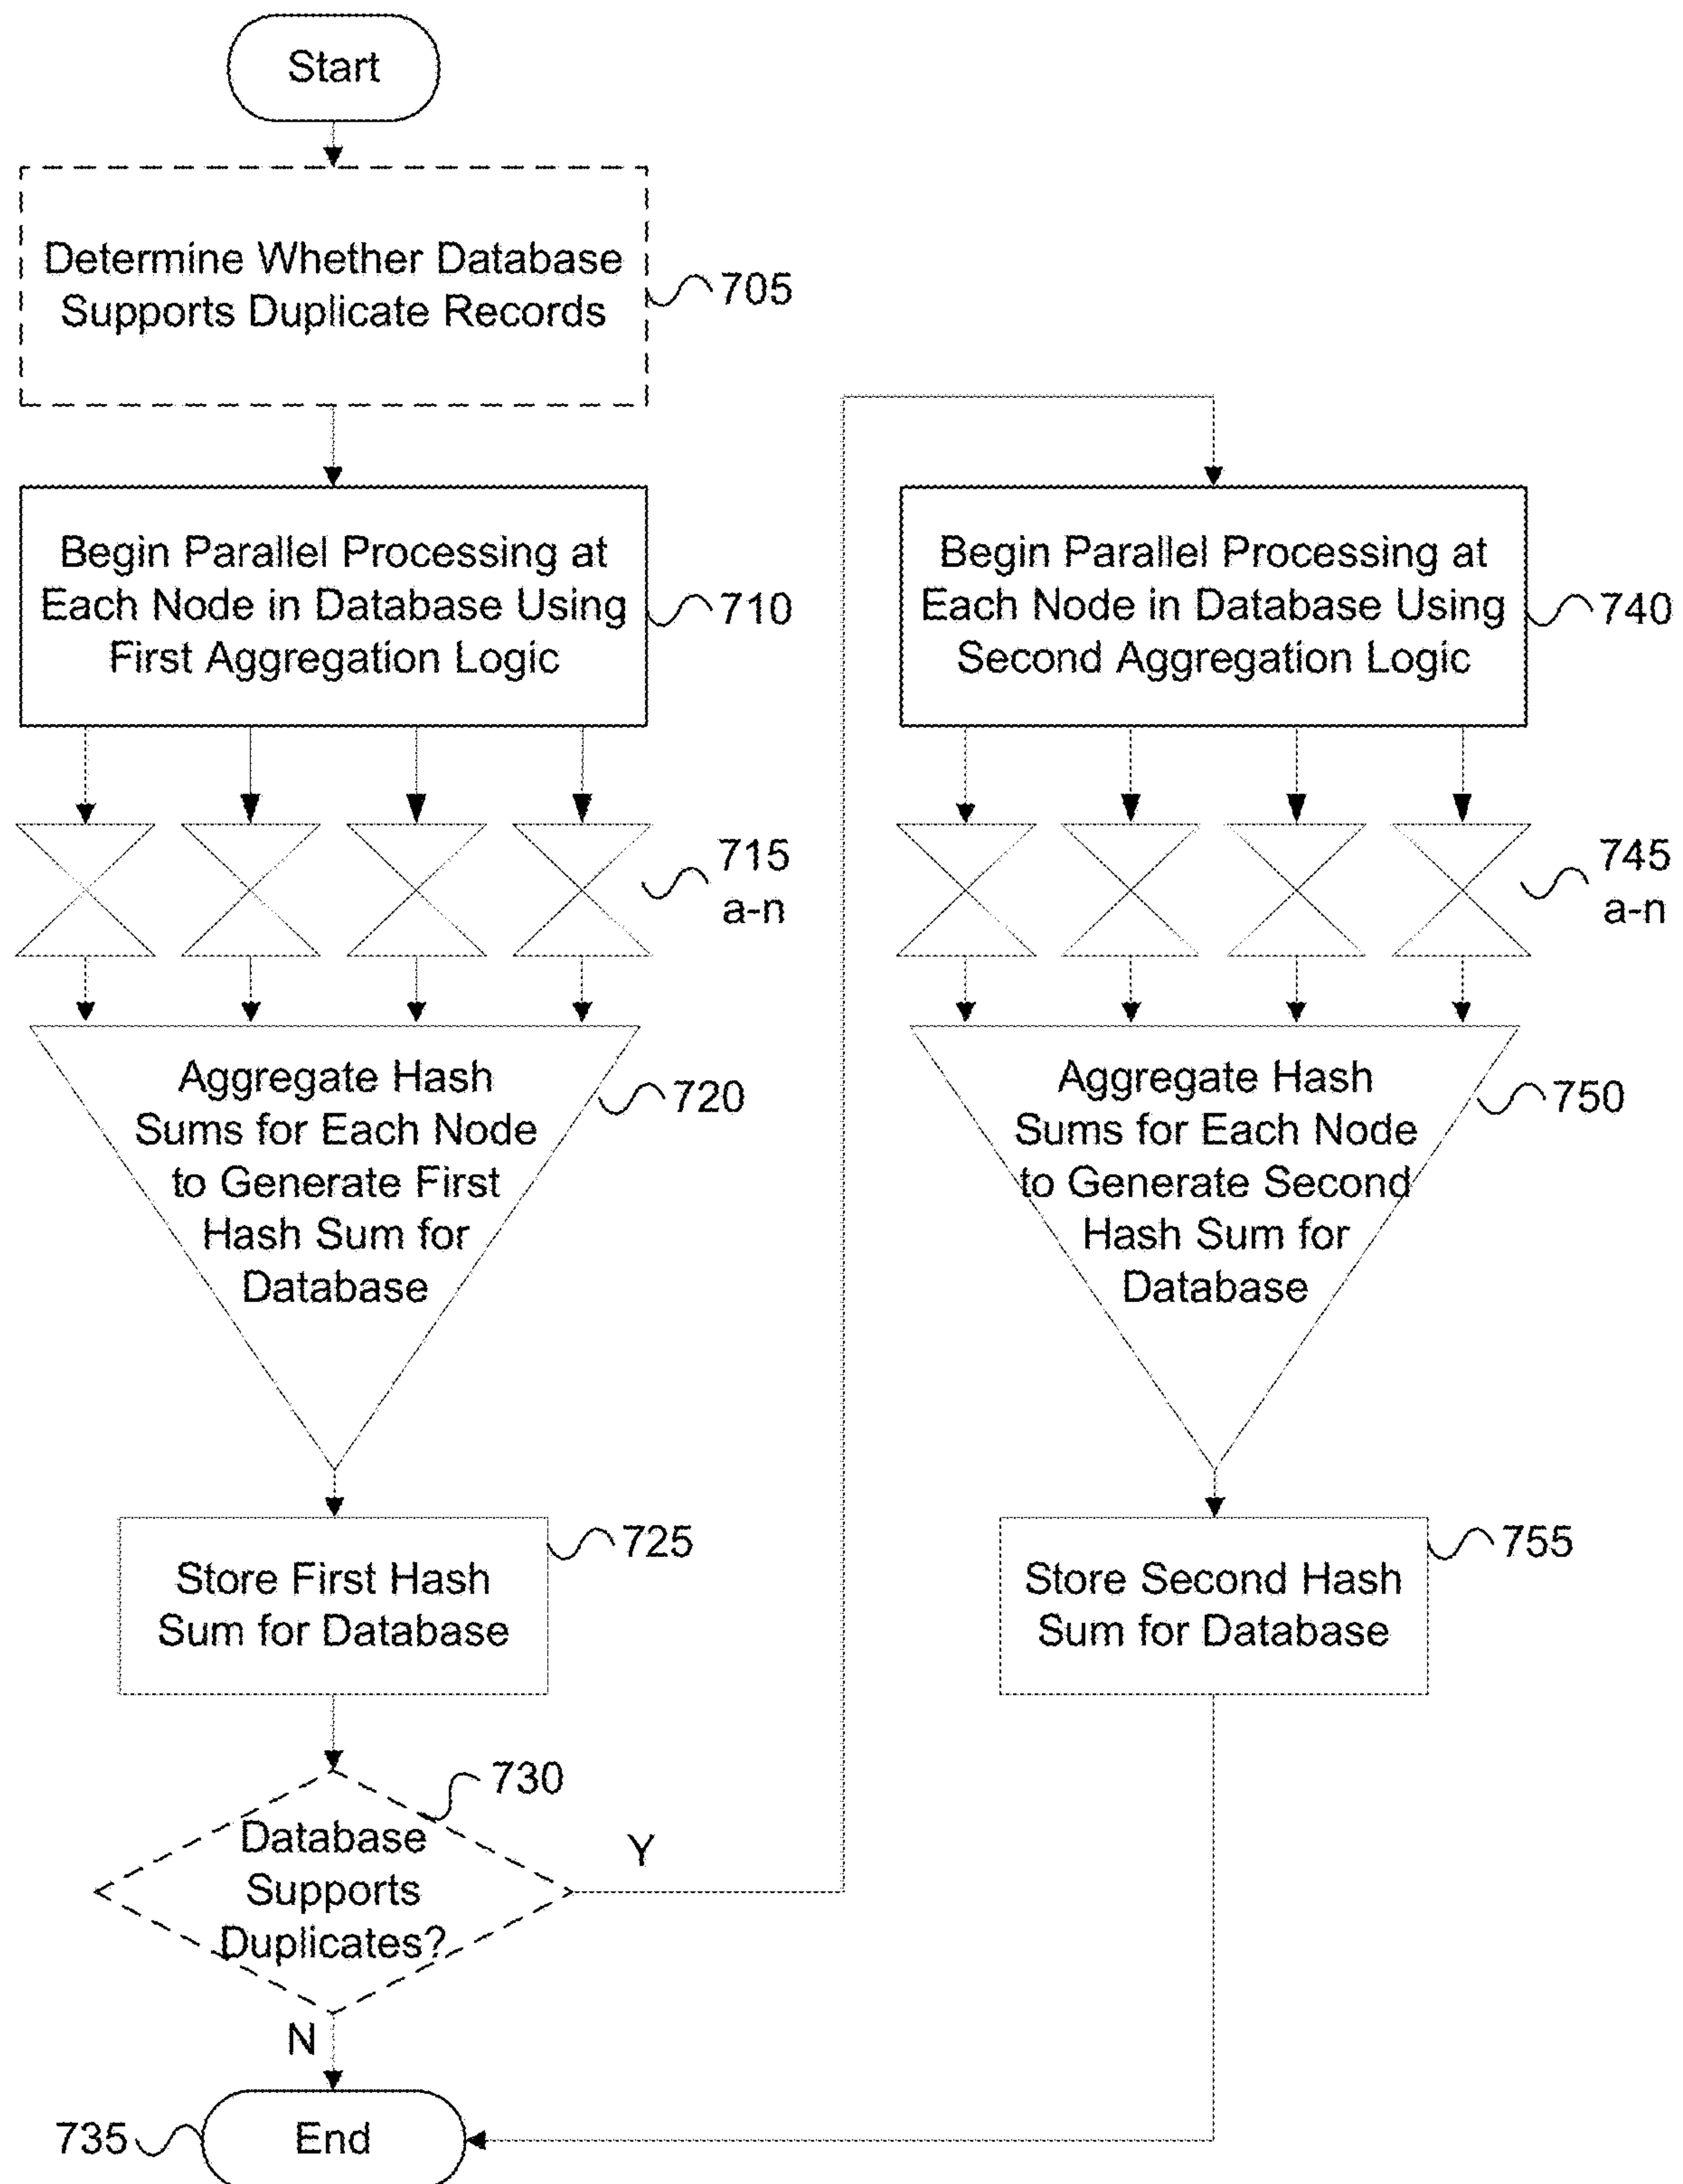 Start
Determine Whether Database
Supports Duplicate Records
705
Begin Parallel Processing at
Each Node in Database Using
First Aggregation Logic
710
715
a-n
Aggregate Hash
Sums for Each Node
to Generate First
Hash Sum for
Database
720
Store First Hash
Sum for Database
725
Database
Supports
Duplicates?
730
Y
N
End
735
Begin Parallel Processing at
Each Node in Database Using
Second Aggregation Logic
740
745
a-n
Aggregate Hash
Sums for Each Node
to Generate Second
Hash Sum for
Database
750
Store Second Hash
Sum for Database
755